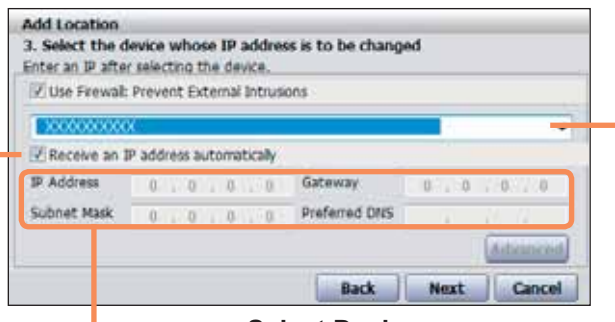 Add Location
3. Select the device whose IP address is to be changed
Enter an IP after selecting the device.
Use Firewall: Prevent External Intrusions
XXXXXXXXXX
Receive an IP address automatically
IP Address 0 . 0 . 0 . 0 Gateway 0 . 0 . 0 . 0
Subnet Mask 0 . 0 . 0 . 0 Preferred DNS . . .
Advanced
Back Next Cancel